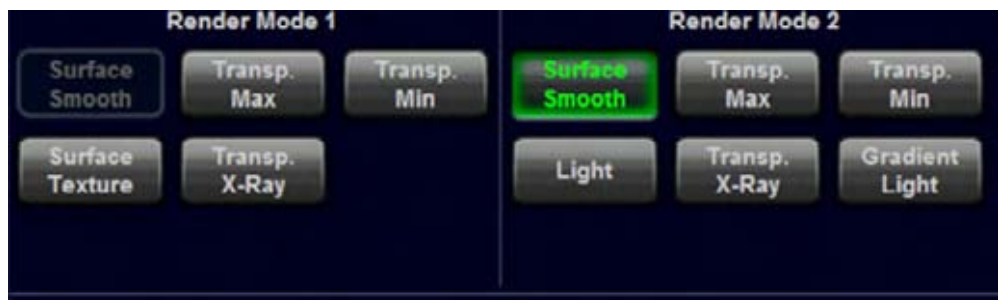 Render Mode 1
Surface
Smooth
Transp.
Max
Transp.
Min
Surface
Texture
Transp.
X-Ray
Render Mode 2
Surface
Smooth
Transp.
Max
Transp.
Min
Light
Transp.
X-Ray
Gradient
Light